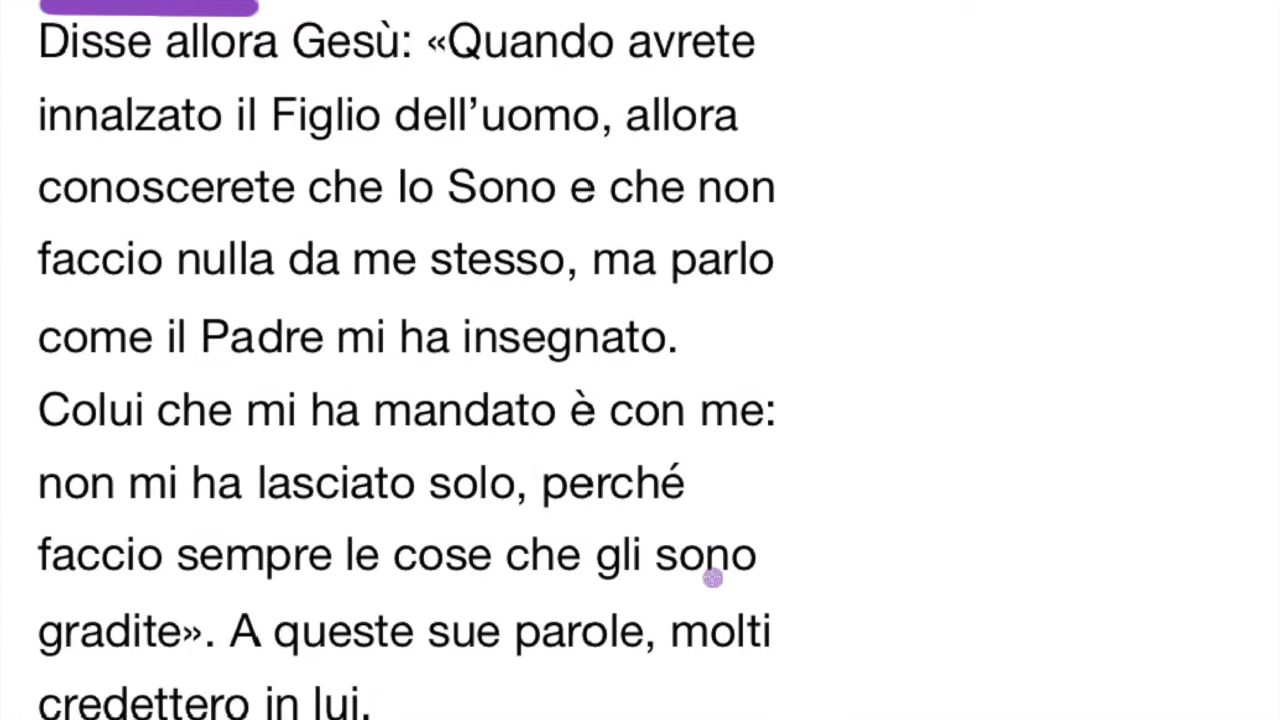 Disse allora Gesù: «Quando avrete
innalzato il Figlio dell’uomo, allora
conoscerete che Io Sono e che non
faccio nulla da me stesso, ma parlo
come il Padre mi ha insegnato.
Colui che mi ha mandato è con me:
non mi ha lasciato solo, perché
faccio sempre le cose che gli sono
gradite». A queste sue parole, molti
credettero in lui.